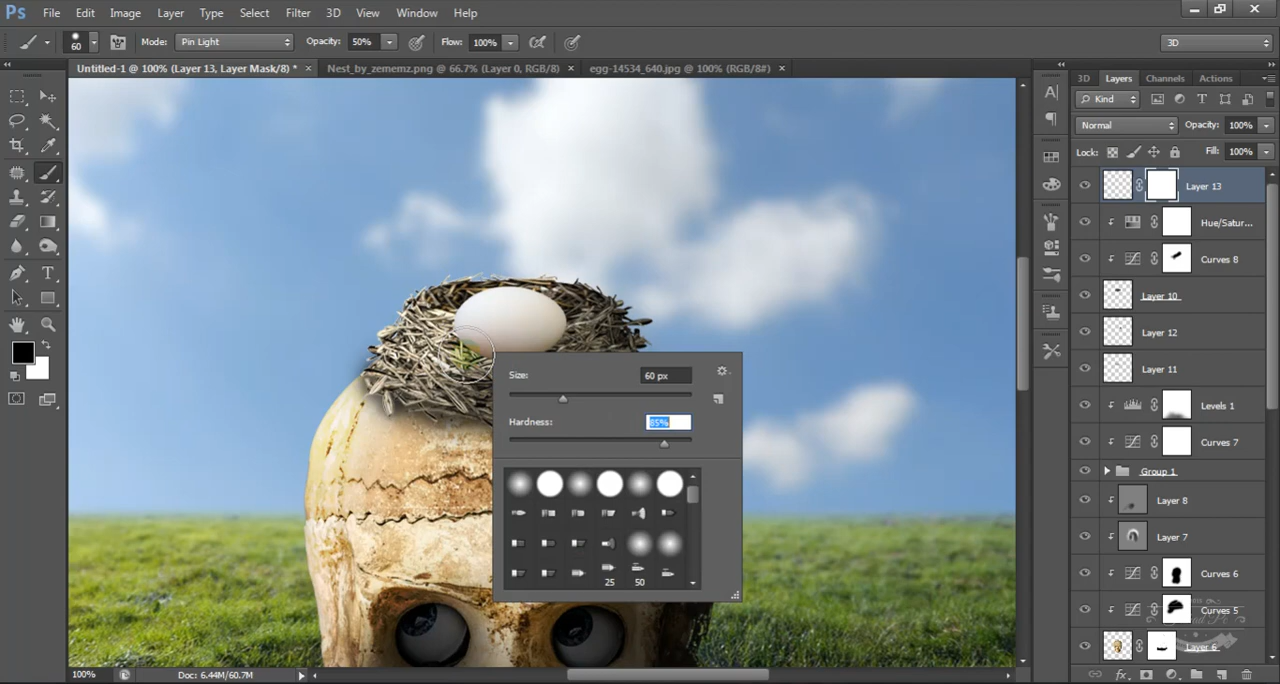 Ps File Edit Image Layer Type Select Filter 3D View Window Help
60 Mode: Pin Light Opacity: 50% Flow: 100% 3D
Untitled-1 @ 100% (Layer 13, Layer Mask/8) * × Nest_by_zememz.png @ 66.7% (Layer 0, RGB/8) × egg-14534_640.jpg @ 100% (RGB/8#) ×
3D Layers Channels Actions
Kind
Normal Opacity: 100%
Lock: Fill: 100%
Layer 13
Hue/Satur...
Curves 8
Layer 10
Layer 12
Layer 11
Levels 1
Curves 7
Group 1
Layer 8
Layer 7
Curves 6
Curves 5
Layer 6
Size: 60 px
Hardness: 85%
25 50
100% Doc: 6.44M/60.7M